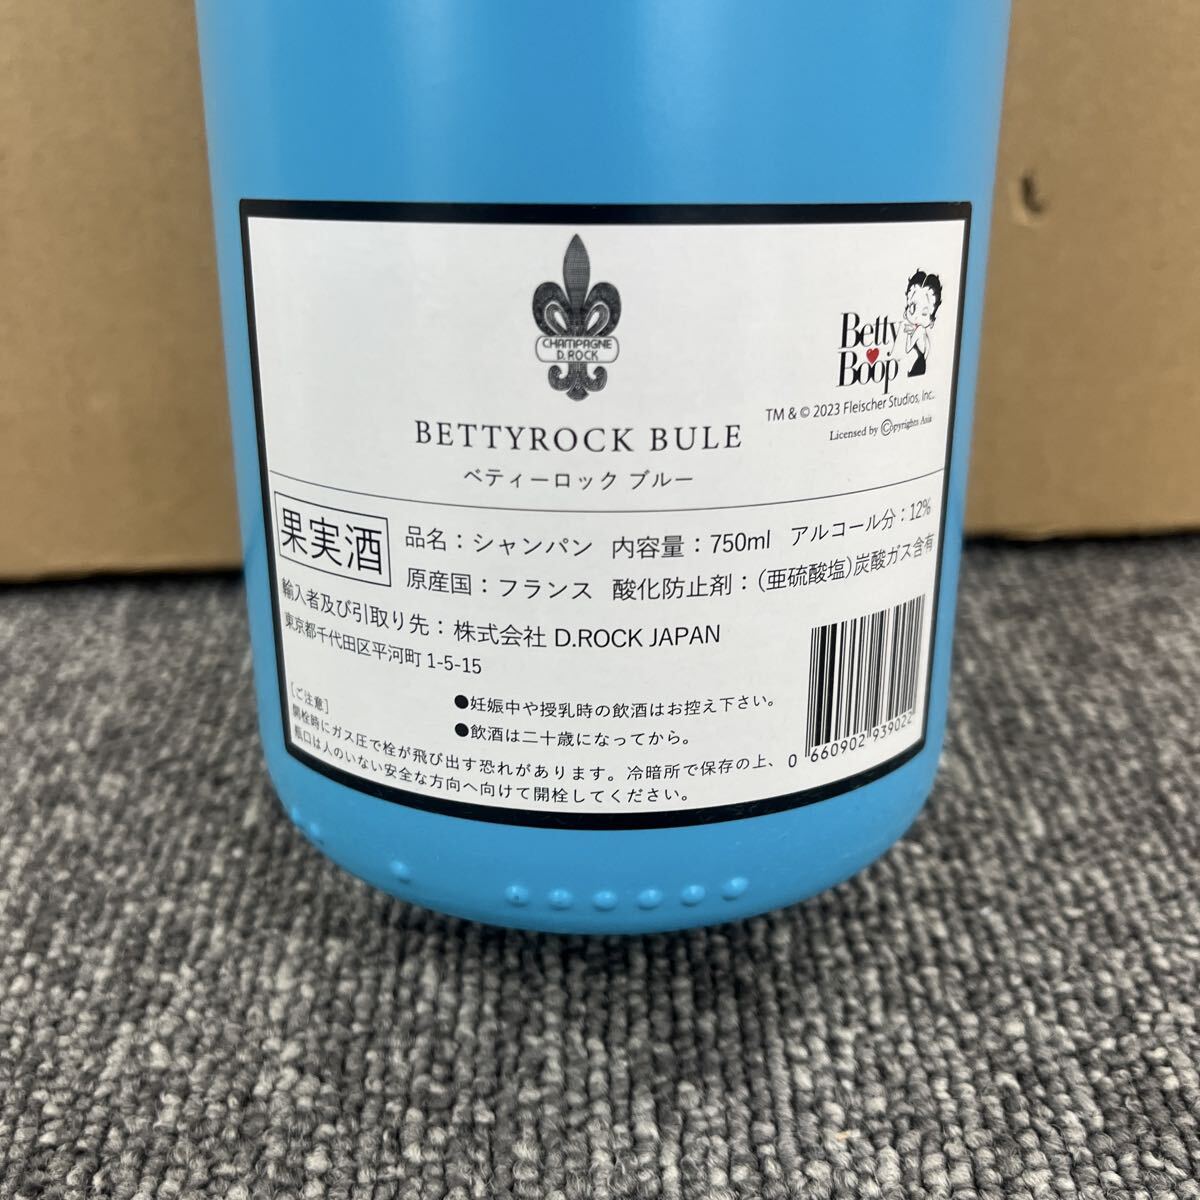 CHAMPAGNE
D.ROCK
Betty
Boop
TM & © 2023 Fleischer Studios, Inc.
Licensed by Ⓒopyrights Asia
BETTYROCK BULE
ベティーロック ブルー
果実酒
品名：シャンパン 内容量：750ml アルコール分：12%
原産国：フランス 酸化防止剤：(亜硫酸塩)炭酸ガス含有
輸入者及び引取り先：株式会社 D.ROCK JAPAN
東京都千代田区平河町 1-5-15
●妊娠中や授乳時の飲酒はお控え下さい。
●飲酒は二十歳になってから。
[ご注意]
開栓時にガス圧で栓が飛び出す恐れがあります。冷暗所で保存の上、
瓶口は人のいない安全な方向へ向けて開栓してください。
0 660902 939022